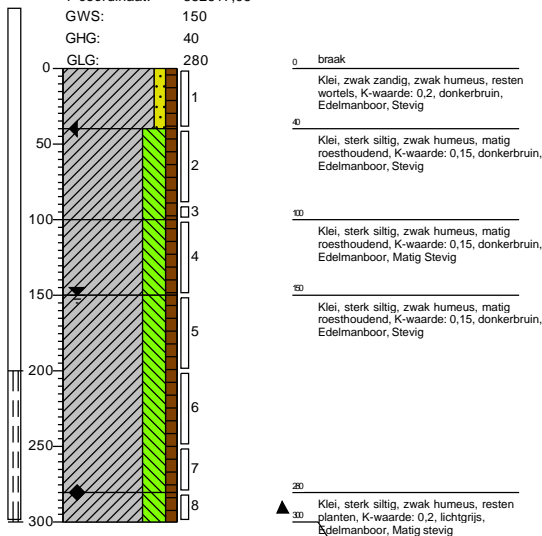 GWS: 150
GHG: 40
GLG: 280
0
50
100
150
200
250
300
1
2
3
4
5
6
7
8
0 braak
Klei, zwak zandig, zwak humeus, resten
wortels, K-waarde: 0,2, donkerbruin,
Edelmanboor, Stevig
40
Klei, sterk siltig, zwak humeus, matig
roesthoudend, K-waarde: 0,15, donkerbruin,
Edelmanboor, Stevig
100
Klei, sterk siltig, zwak humeus, matig
roesthoudend, K-waarde: 0,15, donkerbruin,
Edelmanboor, Matig Stevig
150
Klei, sterk siltig, zwak humeus, matig
roesthoudend, K-waarde: 0,15, donkerbruin,
Edelmanboor, Stevig
280
Klei, sterk siltig, zwak humeus, resten
300 planten, K-waarde: 0,2, lichtgrijs,
Edelmanboor, Matig stevig